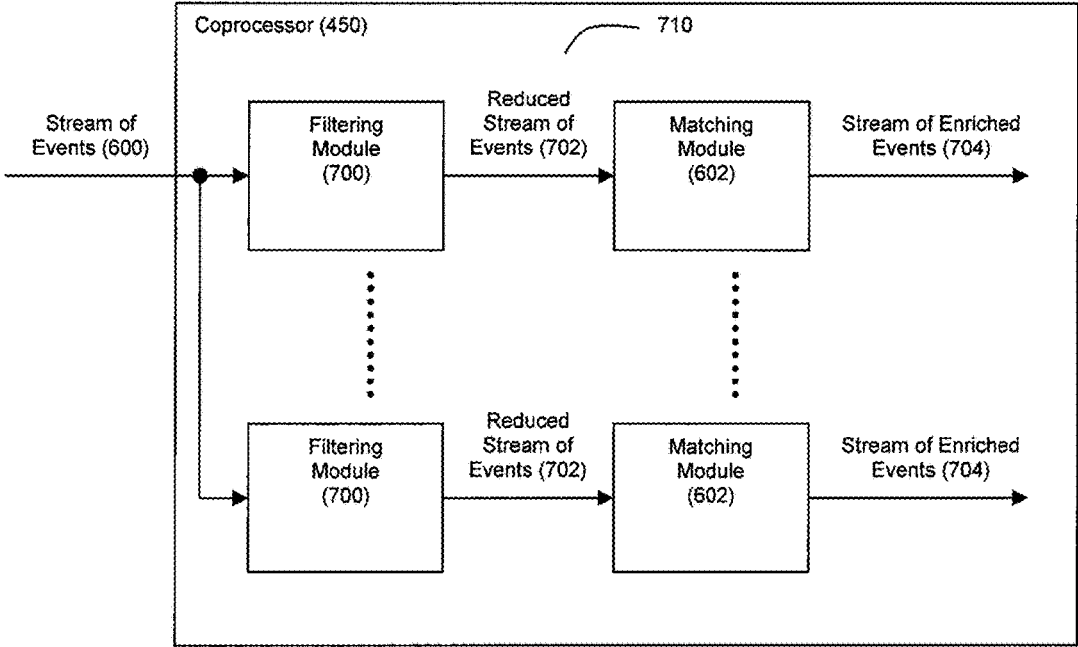 Coprocessor (450)
710
Stream of
Events (600)
Filtering
Module
(700)
Reduced
Stream of
Events (702)
Matching
Module
(602)
Stream of Enriched
Events (704)
Filtering
Module
(700)
Reduced
Stream of
Events (702)
Matching
Module
(602)
Stream of Enriched
Events (704)